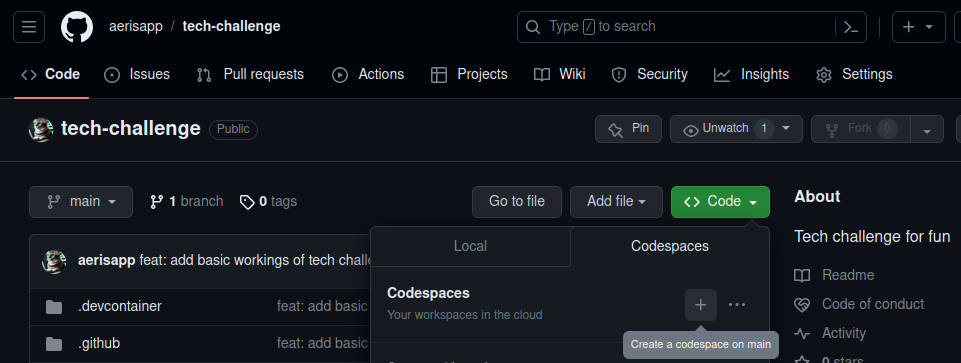 aerisapp / tech-challenge Type / to search
Code Issues Pull requests Actions Projects Wiki Security Insights Settings
tech-challenge Public Pin Unwatch 1 Fork 0
main 1 branch 0 tags Go to file Add file Code
About
Tech challenge for fun
Local Codespaces
aerisapp feat: add basic workings of tech challe
Codespaces
Your workspaces in the cloud
Readme
.devcontainer feat: add basic
Code of conduct
Activity
.github feat: add basic
Create a codespace on main
0 stars